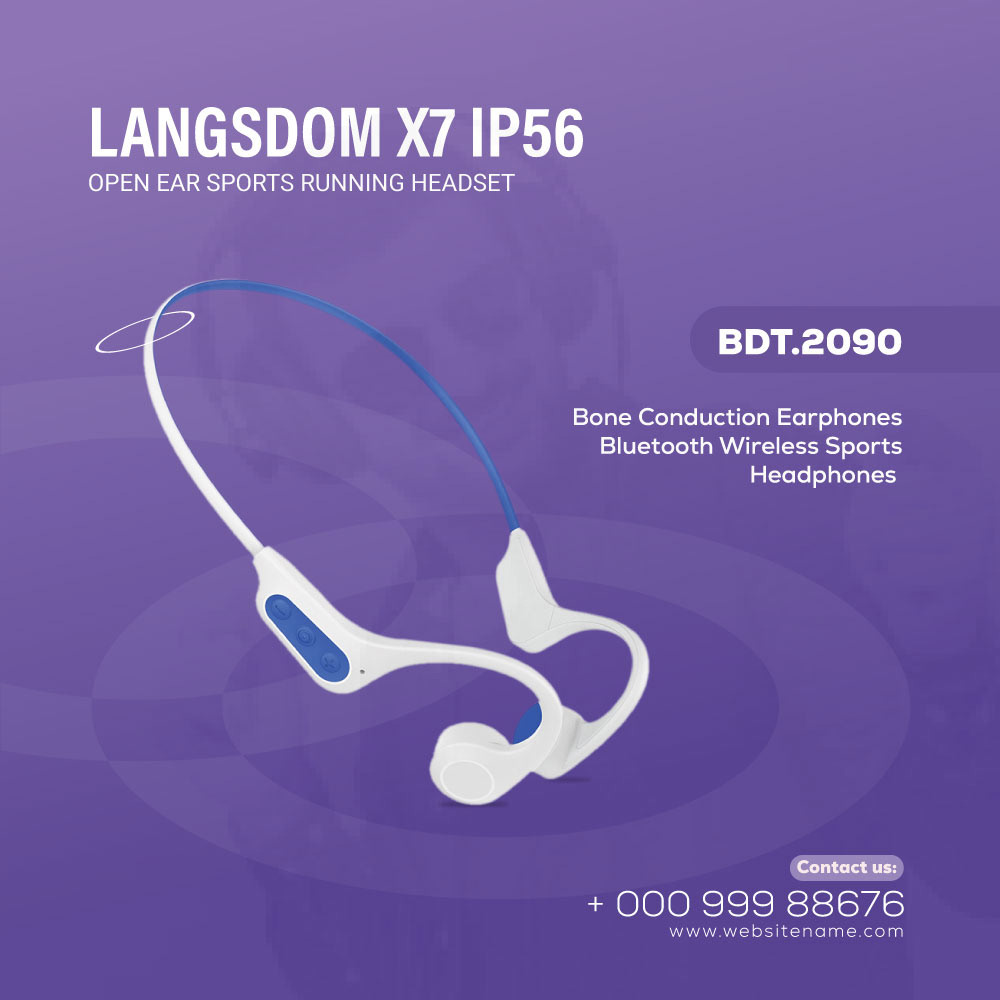 LANGSDOM X7 IP56
OPEN EAR SPORTS RUNNING HEADSET
BDT.2090
Bone Conduction Earphones
Bluetooth Wireless Sports
Headphones
Contact us:
+ 000 999 88676
www.websitename.com